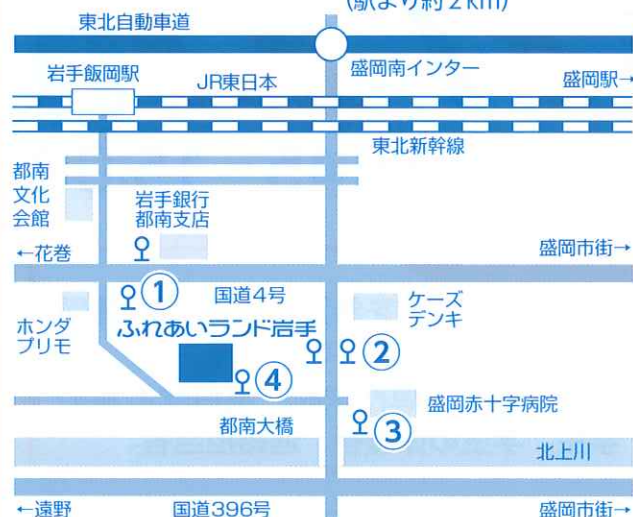 (駅より約2km)
東北自動車道
岩手飯岡駅
JR東日本
盛岡南インター
盛岡駅→
東北新幹線
都南
文化
会館
岩手銀行
都南支店
←花巻
盛岡市街→
①
国道4号
ケーズ
デンキ
ホンダ
プリモ
ふれあいランド岩手
②
④
盛岡赤十字病院
③
都南大橋
北上川
←遠野
国道396号
盛岡市街→